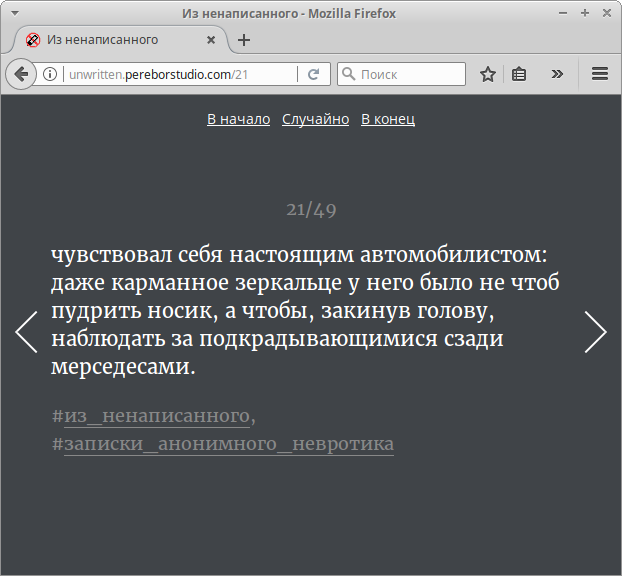 Из ненаписанного - Mozilla Firefox
Из ненаписанного
unwritten.pereborstudio.com/21
Поиск
В начало Случайно В конец
21/49
чувствовал себя настоящим автомобилистом:
даже карманное зеркальце у него было не чтоб
пудрить носик, а чтобы, закинув голову,
наблюдать за подкрадывающимися сзади
мерседесами.
#из_ненаписанного,
#записки_анонимного_невротика